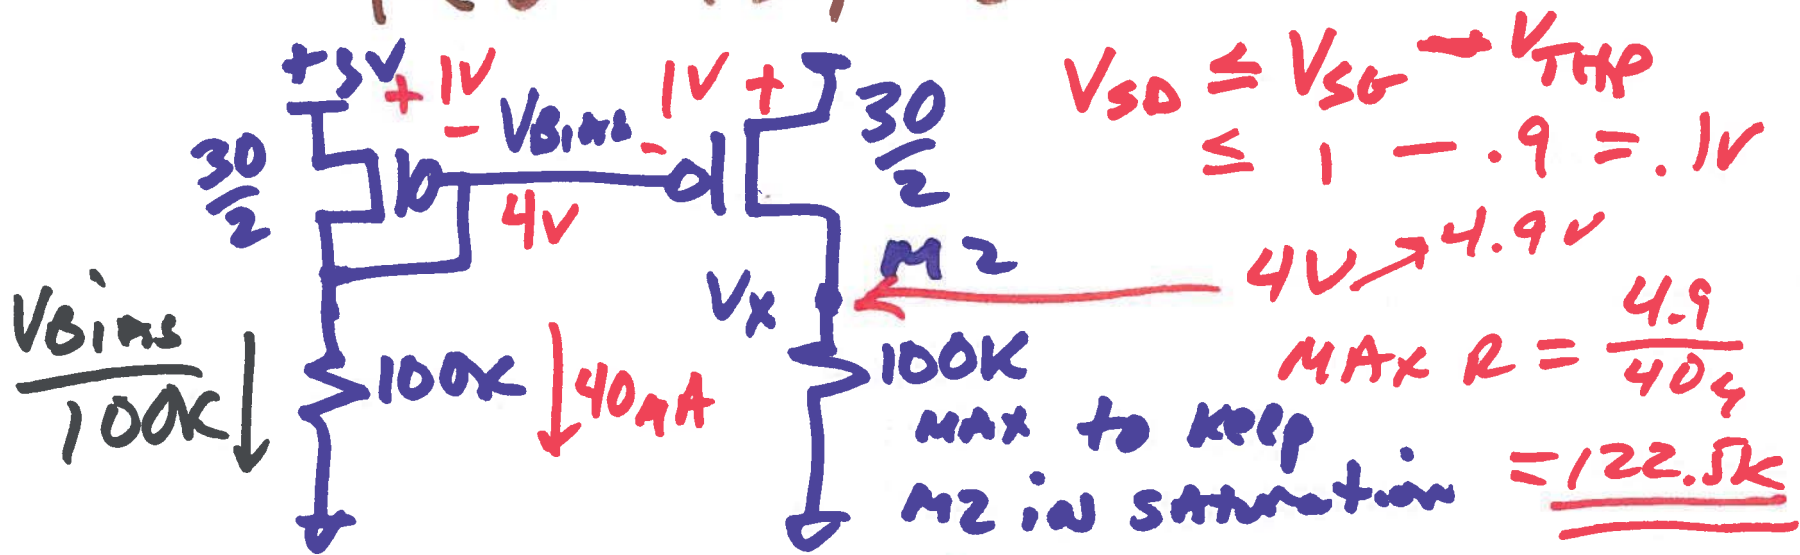 +5V
+ 1V -
VBias
1V + -
30/2
30/2
4V
VBias/100K
100K
40μA
VX
M2
100K
MAX to keep
M2 in SAturation
VSD ≤ VSG - VTHP
≤ 1 - .9 = .1V
4V → 4.9V
MAX R = 4.9/40μ
= 122.5K